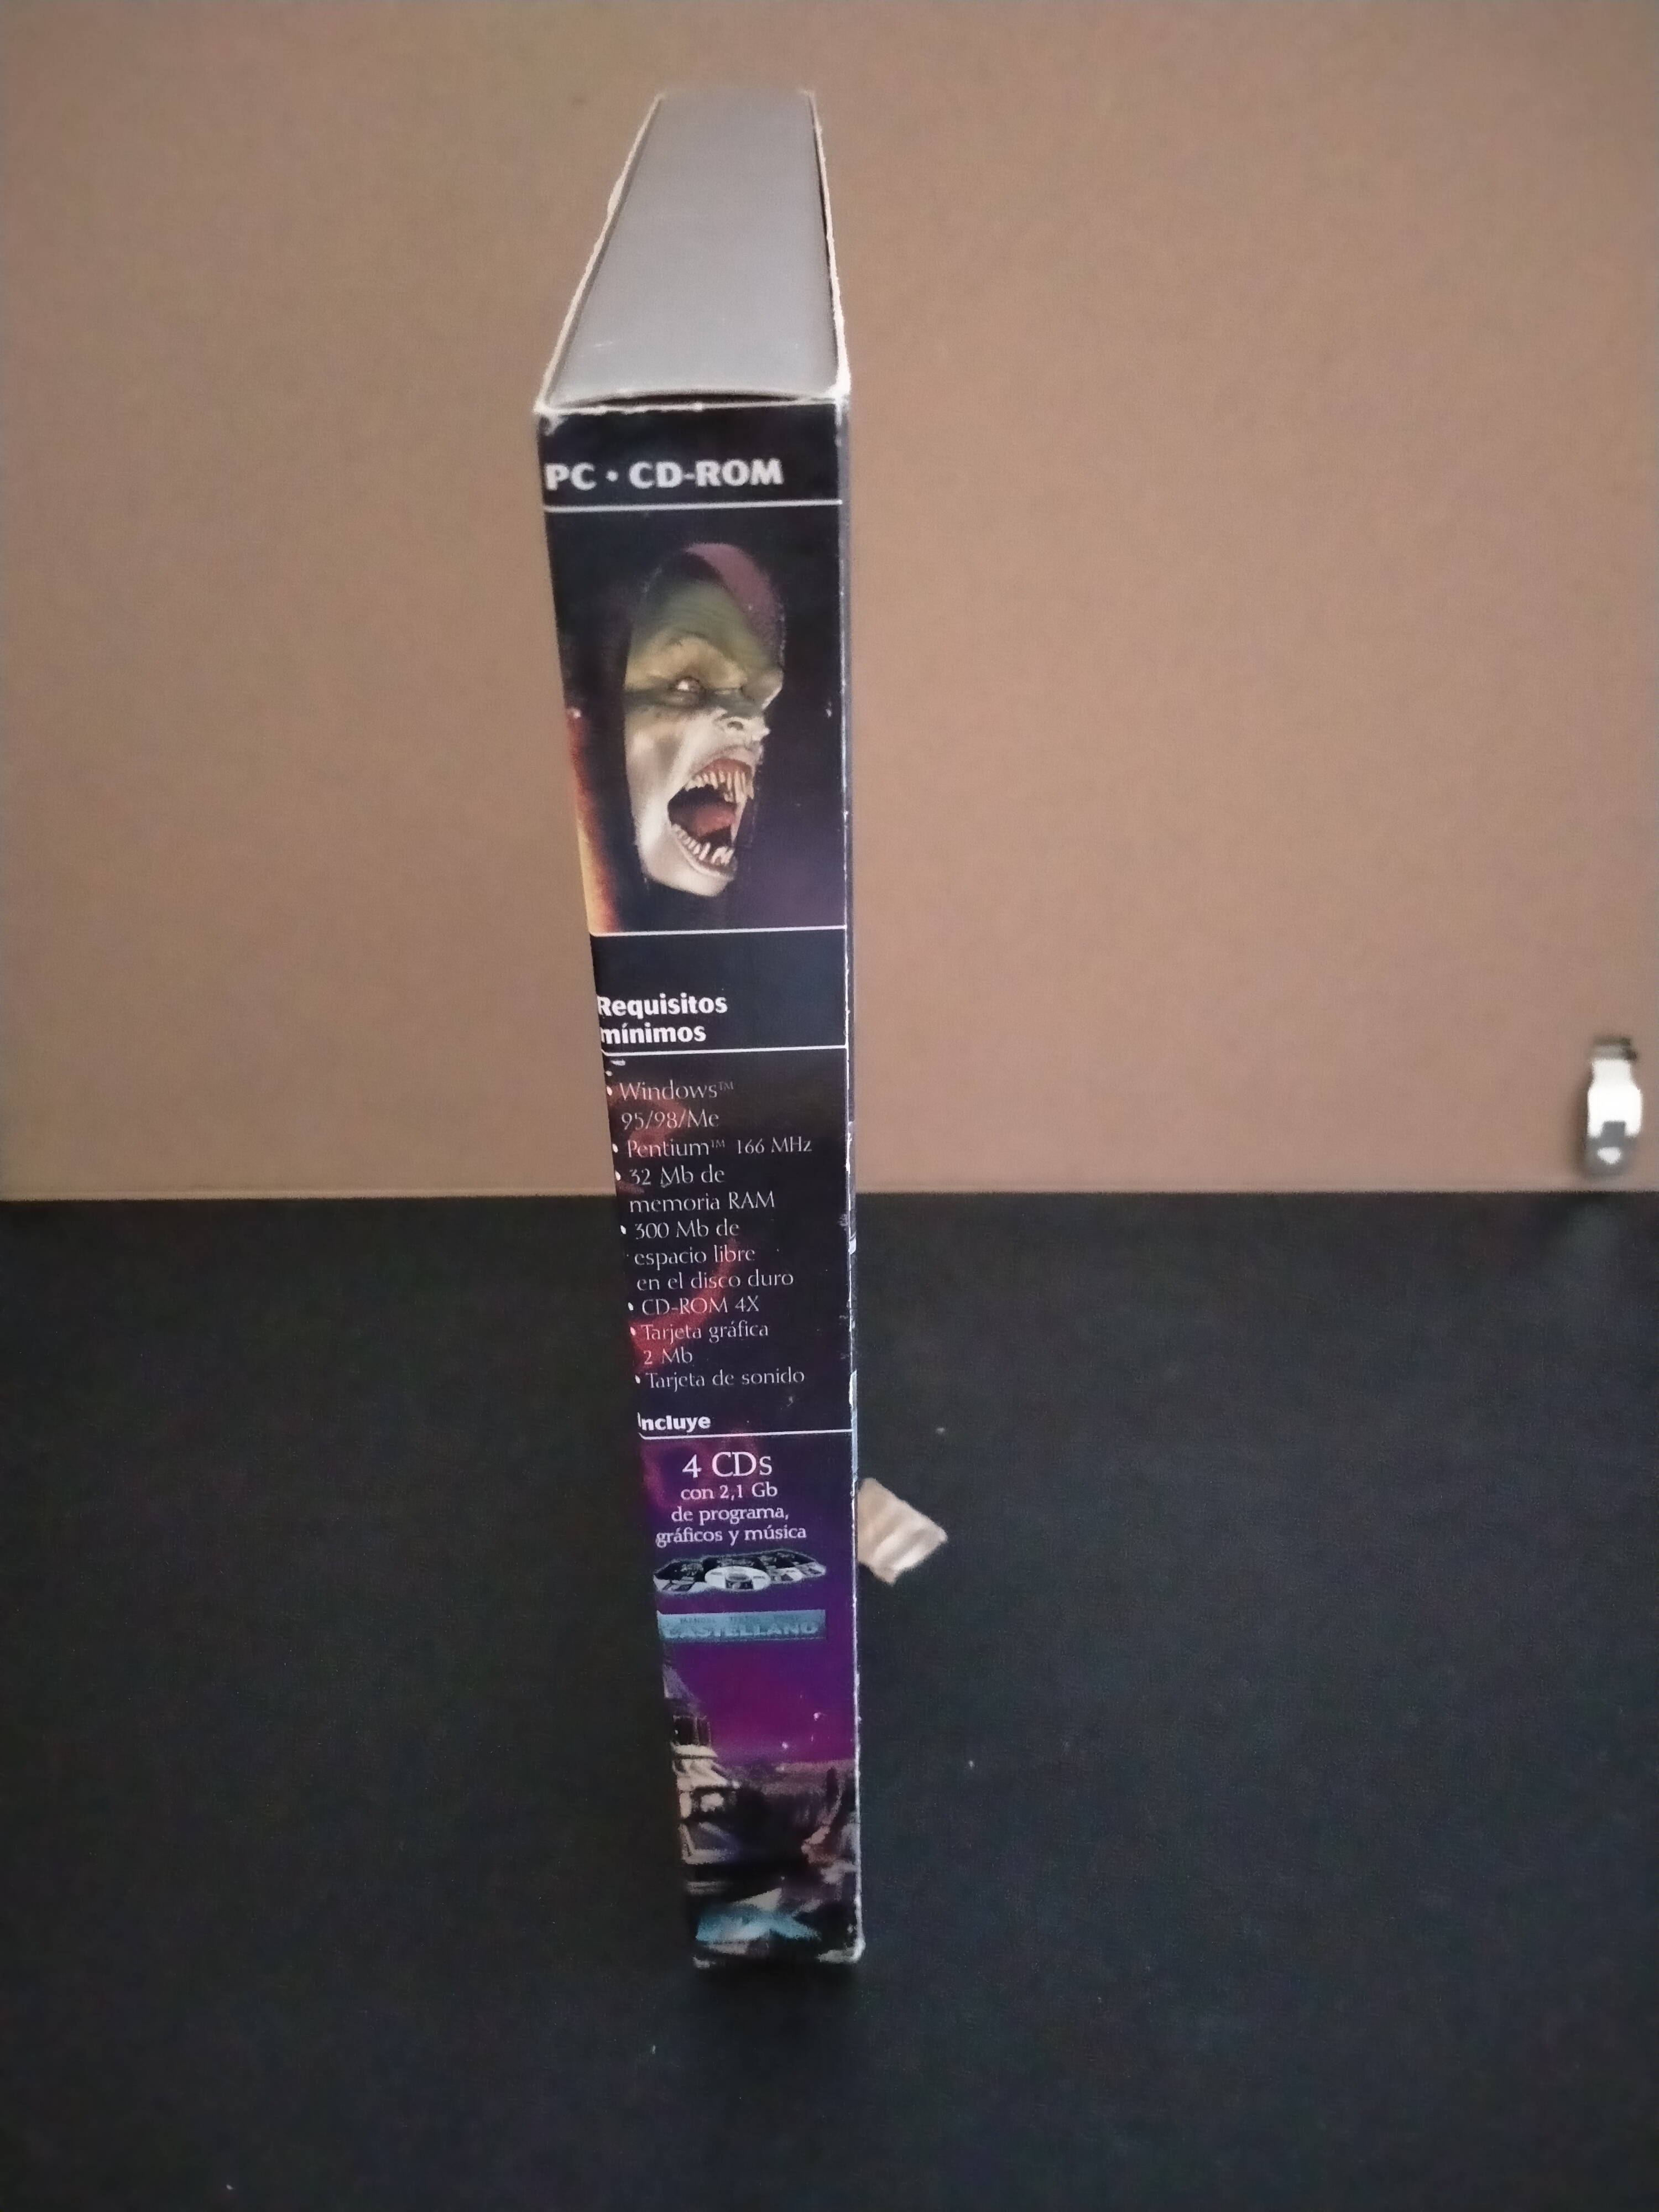 PC • CD-ROM
Requisitos
mínimos
• Windows™
95/98/Me
• Pentium™ 166 MHz
• 32 Mb de
memoria RAM
• 300 Mb de
espacio libre
en el disco duro
• CD-ROM 4X
• Tarjeta gráfica
2 Mb
• Tarjeta de sonido
Incluye
4 CDs
con 2,1 Gb
de programa,
gráficos y música
CASTELLANO